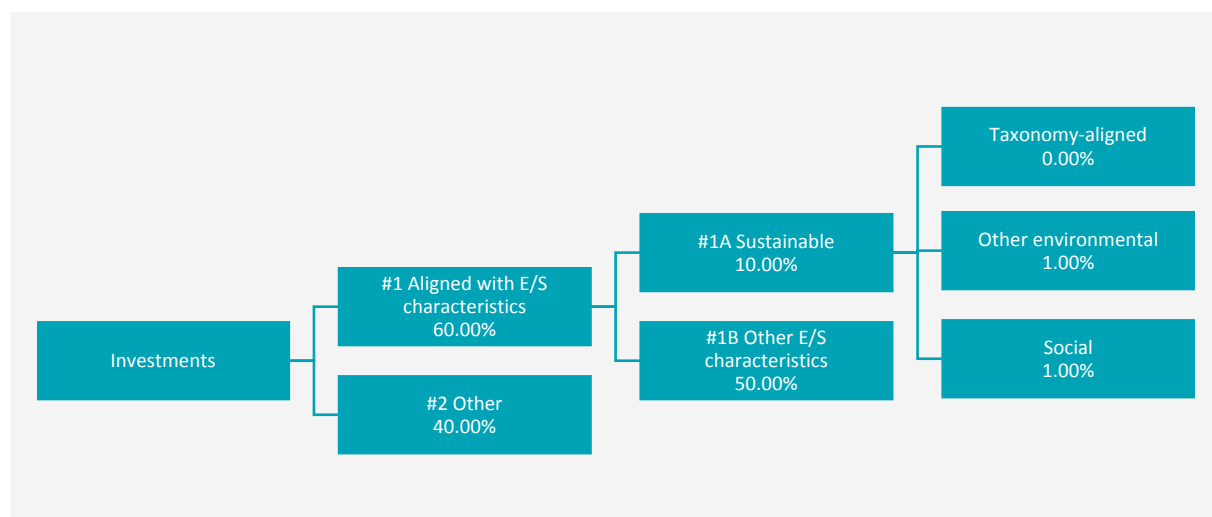 Investments
#1 Aligned with E/S
characteristics
60.00%
#2 Other
40.00%
#1A Sustainable
10.00%
#1B Other E/S
characteristics
50.00%
Taxonomy-aligned
0.00%
Other environmental
1.00%
Social
1.00%